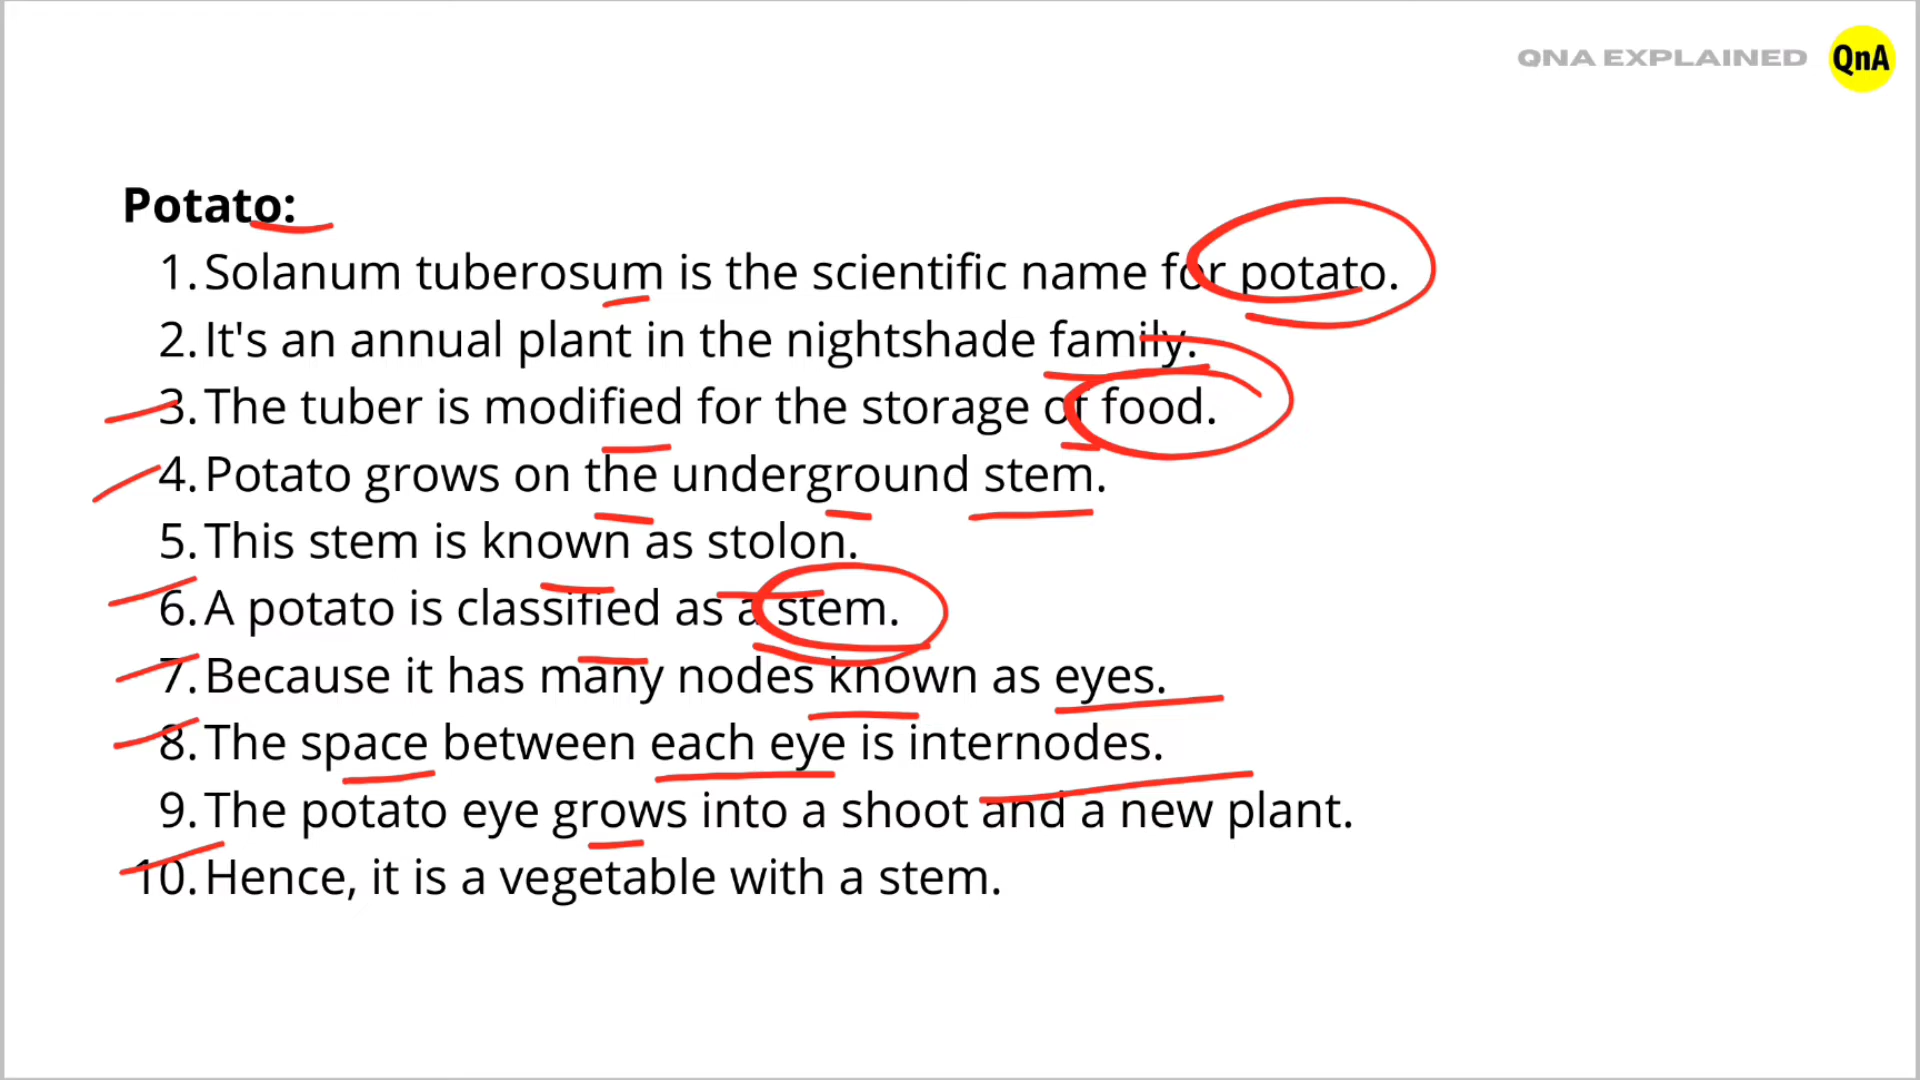 QNA EXPLAINED QnA
Potato:
1. Solanum tuberosum is the scientific name for potato.
2. It's an annual plant in the nightshade family.
3. The tuber is modified for the storage of food.
4. Potato grows on the underground stem.
5. This stem is known as stolon.
6. A potato is classified as a stem.
7. Because it has many nodes known as eyes.
8. The space between each eye is internodes.
9. The potato eye grows into a shoot and a new plant.
10. Hence, it is a vegetable with a stem.